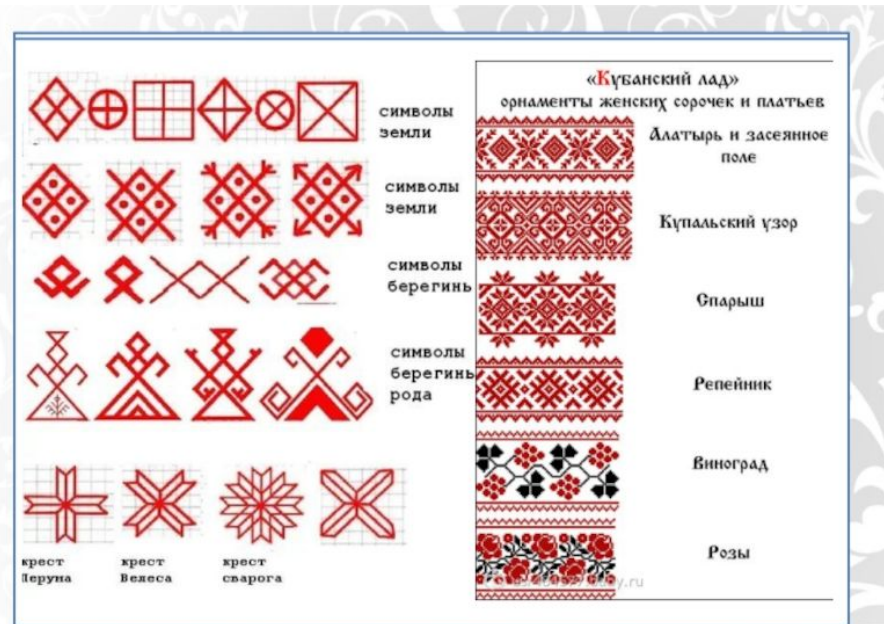 символы
земли
символы
земли
символы
берегинь
символы
берегинь
рода
крест
Перуна
крест
Велеса
крест
сварога
«Кубанский лад»
орнаменты женских сорочек и платьев
Алатырь и засеянное
поле
Купальский узор
Спарыш
Репейник
Виноград
Розы